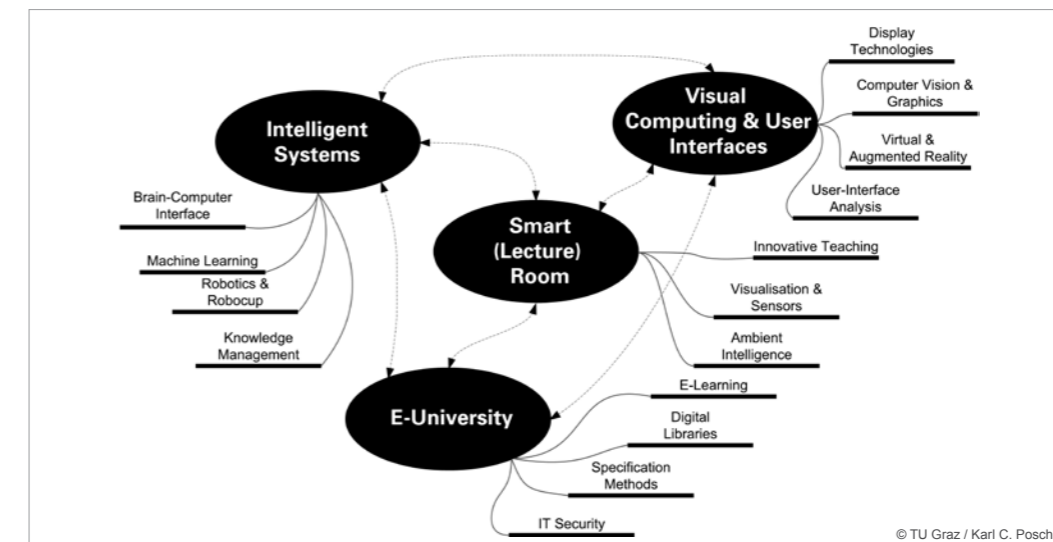 Intelligent
Systems
Brain-Computer
Interface
Machine Learning
Robotics &
Robocup
Knowledge
Management
Visual
Computing & User
Interfaces
Display
Technologies
Computer Vision &
Graphics
Virtual &
Augmented Reality
User-Interface
Analysis
Smart
(Lecture)
Room
Innovative Teaching
Visualisation &
Sensors
Ambient
Intelligence
E-University
E-Learning
Digital
Libraries
Specification
Methods
IT Security
© TU Graz / Karl C. Posch